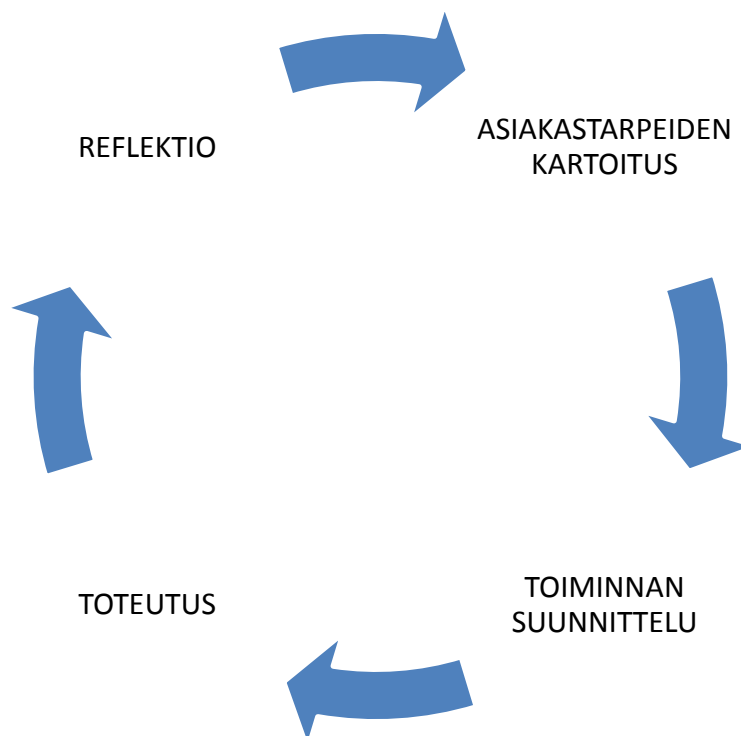 REFLEKTIO
ASIAKASTARPEIDEN
KARTOITUS
TOTEUTUS
TOIMINNAN
SUUNNITTELU